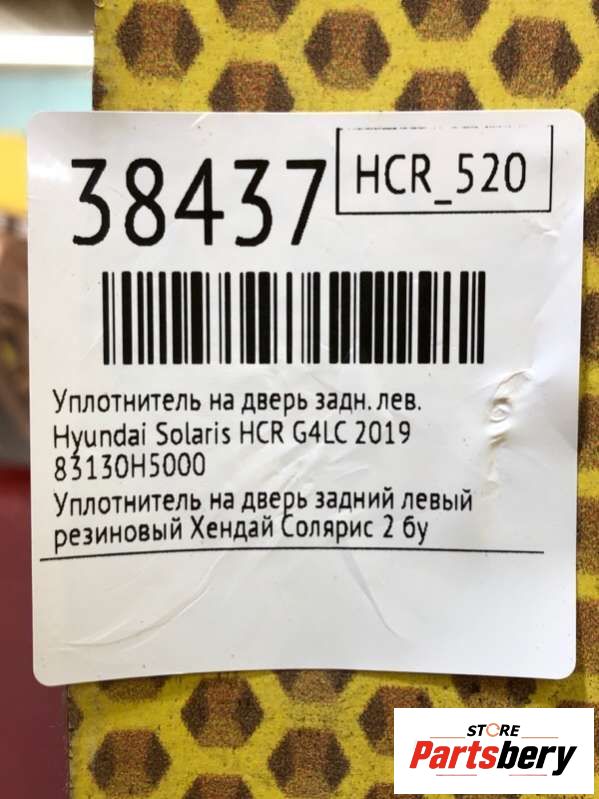 38437
HCR_520
Уплотнитель на дверь задн. лев.
Hyundai Solaris HCR G4LC 2019
83130H5000
Уплотнитель на дверь задний левый
резиновый Хендай Солярис 2 бу
STORE
Partsbery